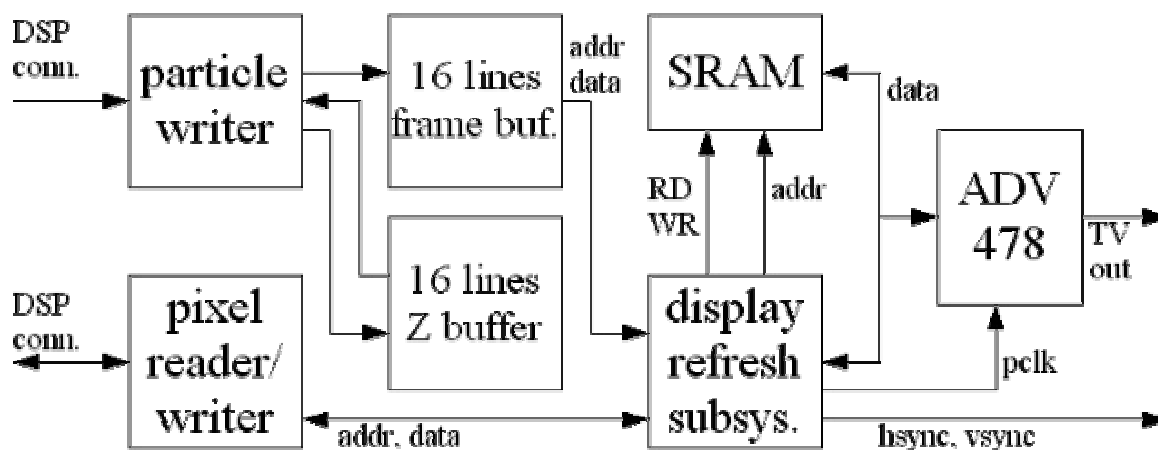 DSP
conn.
particle
writer
16 lines
frame buf.
addr
data
SRAM
data
RD
WR
addr
ADV
478
TV
out
16 lines
Z buffer
DSP
conn.
pixel
reader/
writer
addr, data
display
refresh
subsys.
pclk
hsync, vsync